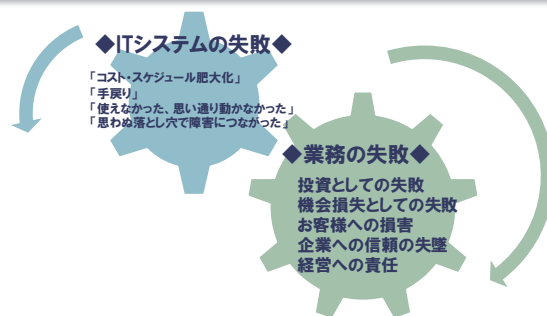 ◆ITシステムの失敗◆
「コスト・スケジュール肥大化」
「手戻り」
「使えなかった、思い通り動かなかった」
「思わぬ落とし穴で障害につながった」
◆業務の失敗◆
投資としての失敗
機会損失としての失敗
お客様への損害
企業への信頼の失墜
経営への責任